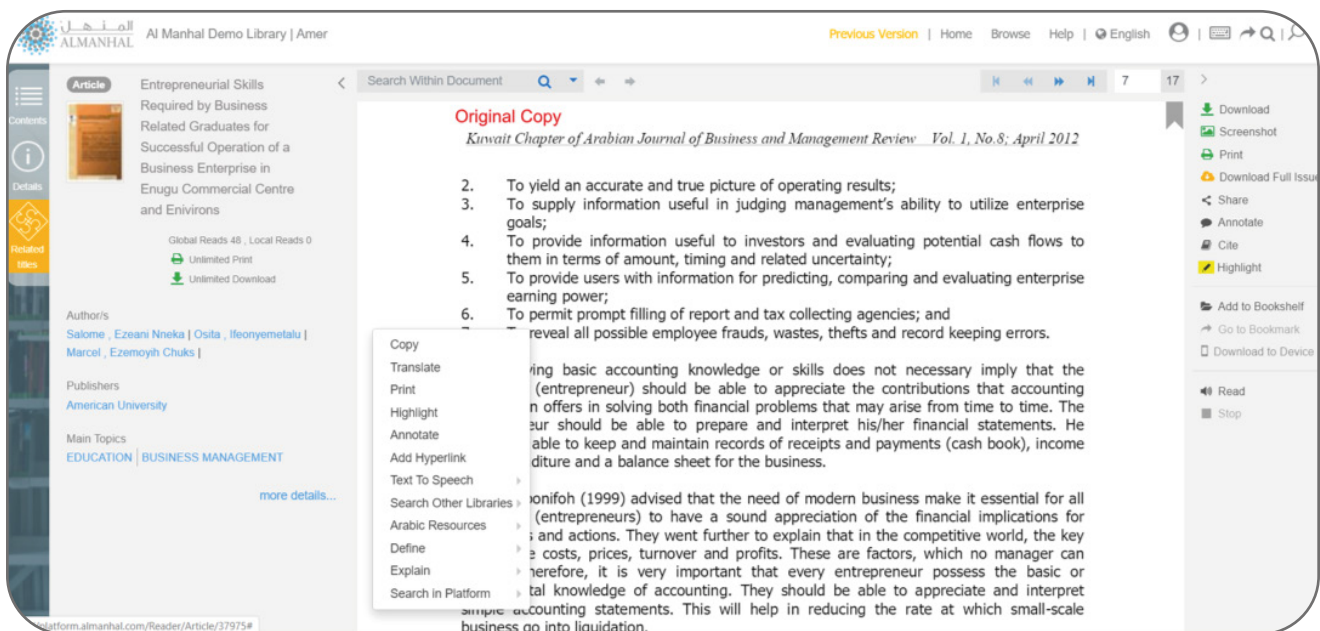 المنهل
ALMANHAL
Al Manhal Demo Library | Amer
Previous Version | Home Browse Help | English
Contents
Details
Related
titles
Article
Entrepreneurial Skills
Required by Business
Related Graduates for
Successful Operation of a
Business Enterprise in
Enugu Commercial Centre
and Enivirons
Global Reads 48 , Local Reads 0
Unlimited Print
Unlimited Download
Author/s
Salome , Ezeani Nneka | Osita , Ifeonyemetalu |
Marcel , Ezemoyih Chuks |
Publishers
American University
Main Topics
EDUCATION | BUSINESS MANAGEMENT
more details...
platform.almanhal.com/Reader/Article/37975#
Search Within Document
7 17
Original Copy
Kuwait Chapter of Arabian Journal of Business and Management Review Vol. 1, No.8; April 2012
2. To yield an accurate and true picture of operating results;
3. To supply information useful in judging management's ability to utilize enterprise
goals;
4. To provide information useful to investors and evaluating potential cash flows to
them in terms of amount, timing and related uncertainty;
5. To provide users with information for predicting, comparing and evaluating enterprise
earning power;
6. To permit prompt filling of report and tax collecting agencies; and
reveal all possible employee frauds, wastes, thefts and record keeping errors.
ving basic accounting knowledge or skills does not necessary imply that the
(entrepreneur) should be able to appreciate the contributions that accounting
n offers in solving both financial problems that may arise from time to time. The
eur should be able to prepare and interpret his/her financial statements. He
able to keep and maintain records of receipts and payments (cash book), income
diture and a balance sheet for the business.
onifoh (1999) advised that the need of modern business make it essential for all
(entrepreneurs) to have a sound appreciation of the financial implications for
s and actions. They went further to explain that in the competitive world, the key
e costs, prices, turnover and profits. These are factors, which no manager can
herefore, it is very important that every entrepreneur possess the basic or
tal knowledge of accounting. They should be able to appreciate and interpret
simple accounting statements. This will help in reducing the rate at which small-scale
business go into liquidation.
Copy
Translate
Print
Highlight
Annotate
Add Hyperlink
Text To Speech
Search Other Libraries
Arabic Resources
Define
Explain
Search in Platform
Download
Screenshot
Print
Download Full Issue
Share
Annotate
Cite
Highlight
Add to Bookshelf
Go to Bookmark
Download to Device
Read
Stop